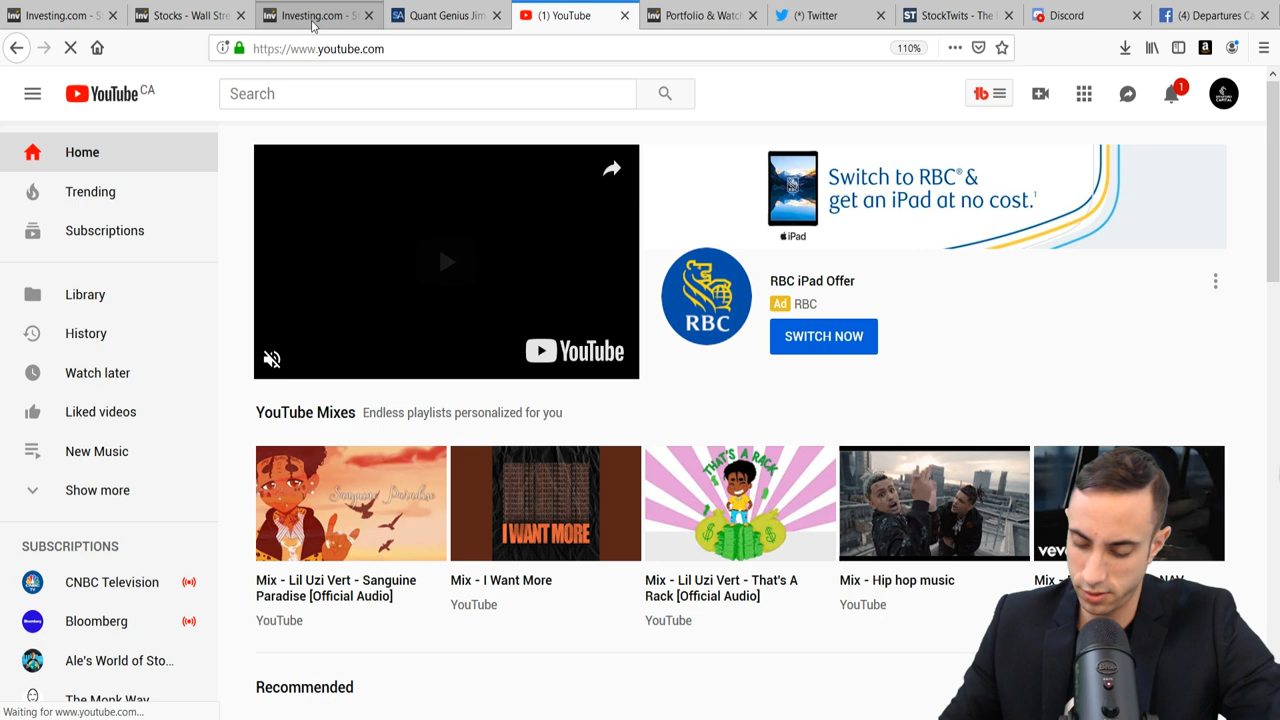 Investing.com - S
Stocks - Wall Stre
Investing.com - S
Quant Genius Jim
(1) YouTube
Portfolio & Watc
(*) Twitter
StockTwits - The
Discord
(4) Departures Ca
https://www.youtube.com
110%
YouTube CA
Search
1
Home
Trending
Subscriptions
Library
History
Watch later
Liked videos
New Music
Show more
SUBSCRIPTIONS
CNBC Television
Bloomberg
Ale's World of Sto...
The Monk Way
Waiting for www.youtube.com...
YouTube
Switch to RBC® &
get an iPad at no cost.¹
iPad
RBC
RBC iPad Offer
Ad RBC
SWITCH NOW
YouTube Mixes Endless playlists personalized for you
Sanguine Paradise
I WANT MORE
THAT'S A RACK
vevo
Mix - Lil Uzi Vert - Sanguine
Paradise [Official Audio]
YouTube
Mix - I Want More
YouTube
Mix - Lil Uzi Vert - That's A
Rack [Official Audio]
YouTube
Mix - Hip hop music
YouTube
Mix - NAV
Recommended